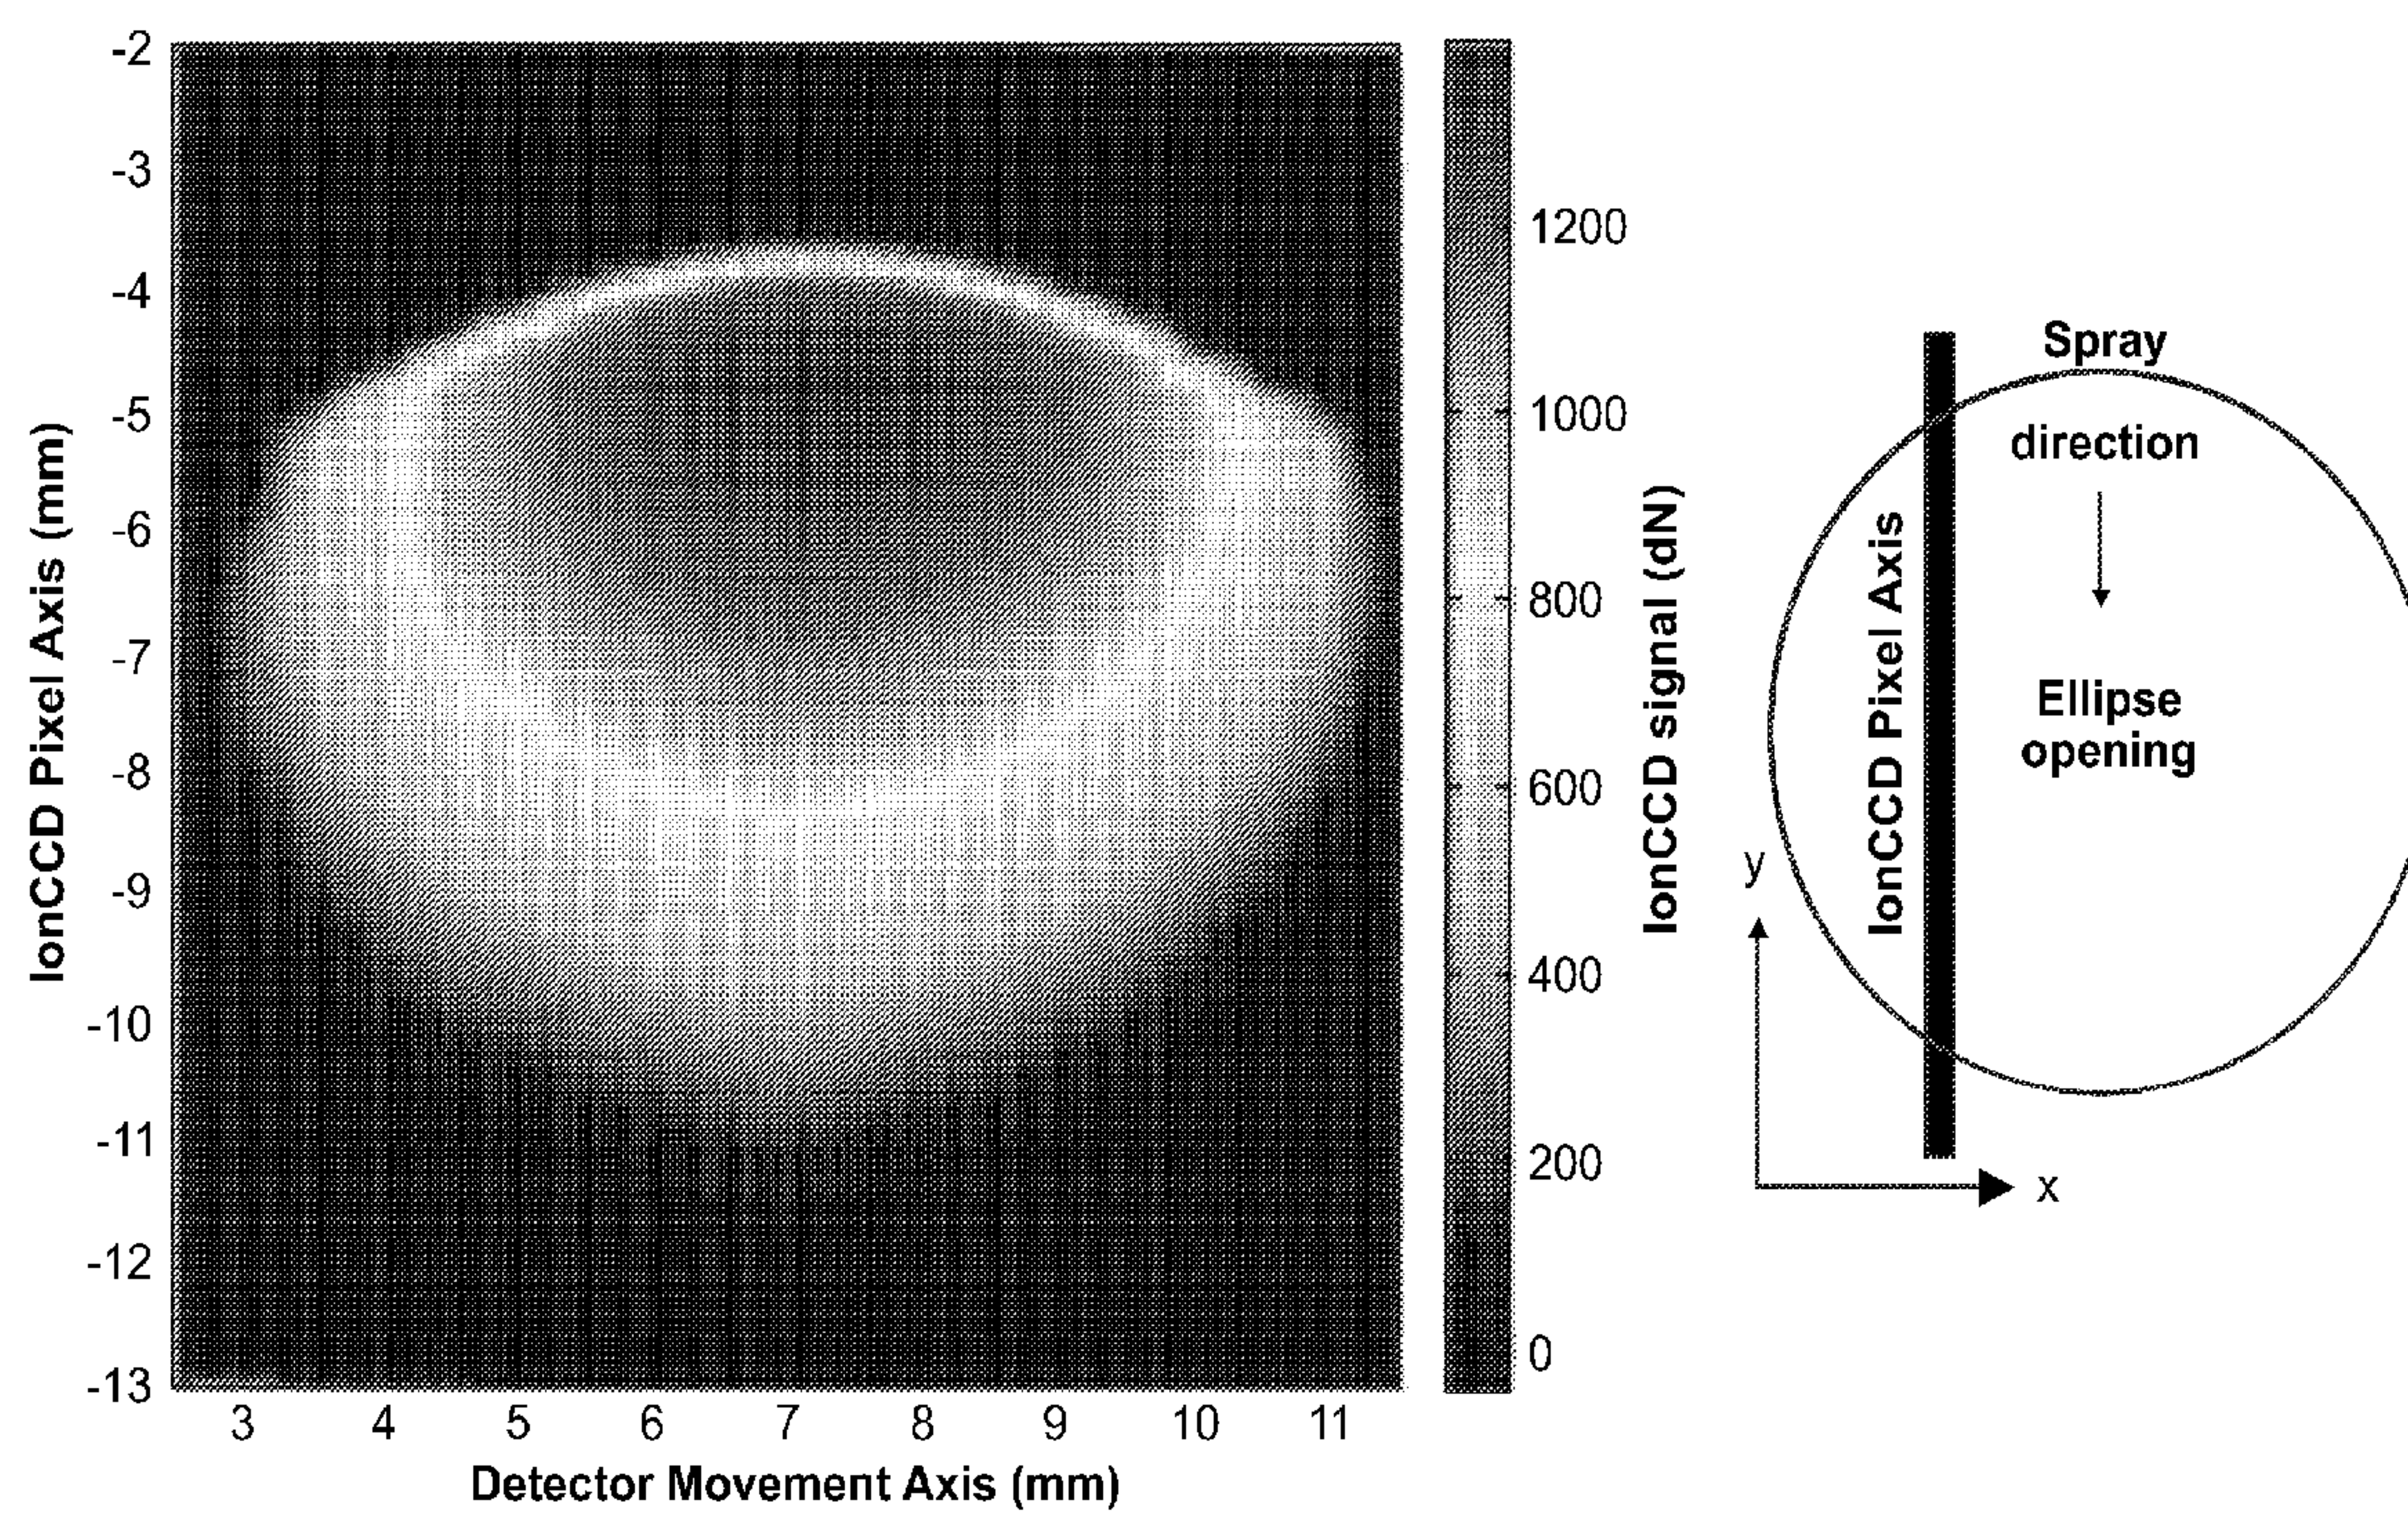 -2
-3
-4
-5
-6
-7
-8
-9
-10
-11
-12
-13
IonCCD Pixel Axis (mm)
3 4 5 6 7 8 9 10 11
Detector Movement Axis (mm)
1200
1000
800
600
400
200
0
IonCCD signal (dN)
Spray
direction
IonCCD Pixel Axis
Ellipse
opening
y
x